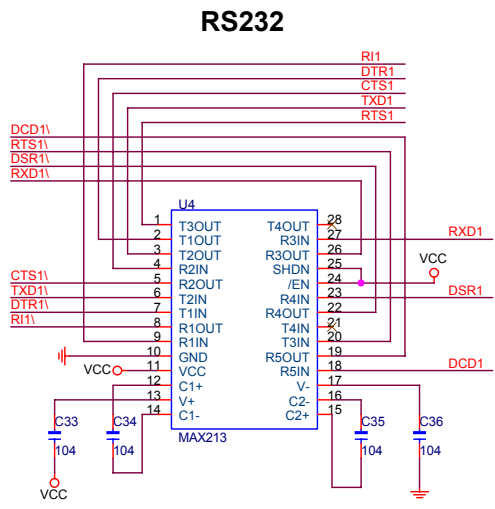 RS232
RI1
DTR1
CTS1
TXD1
RTS1
DCD1\
RTS1\
DSR1\
RXD1\
U4
1 T3OUT T4OUT 28
2 T1OUT R3IN 27 RXD1
3 T2OUT R3OUT 26
4 R2IN SHDN 25 VCC
CTS1\ 5 R2OUT /EN 24
TXD1\ 6 T2IN R4IN 23 DSR1
DTR1\ 7 T1IN R4OUT 22
RI1\ 8 R1OUT T4IN 21
9 R1IN T3IN 20
10 GND R5OUT 19
VCC 11 VCC R5IN 18 DCD1
12 C1+ V- 17
13 V+ C2- 16
14 C1- C2+ 15
C33 C34 MAX213 C35 C36
104 104 104 104
VCC